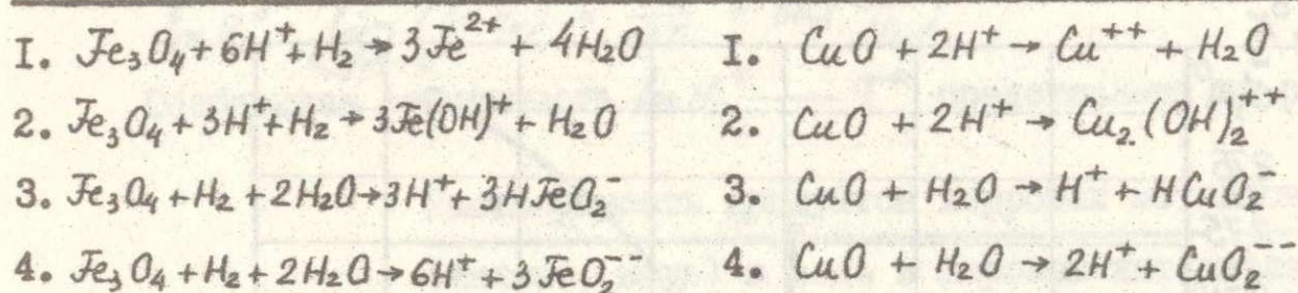 I. Fe₃O₄ + 6H⁺ + H₂ → 3Fe²⁺ + 4H₂O I. CuO + 2H⁺ → Cu⁺⁺ + H₂O
2. Fe₃O₄ + 3H⁺ + H₂ → 3Fe(OH)⁺ + H₂O 2. CuO + 2H⁺ → Cu₂(OH)₂⁺⁺
3. Fe₃O₄ + H₂ + 2H₂O → 3H⁺ + 3HFeO₂⁻ 3. CuO + H₂O → H⁺ + HCuO₂⁻
4. Fe₃O₄ + H₂ + 2H₂O → 6H⁺ + 3FeO₂⁻⁻ 4. CuO + H₂O → 2H⁺ + CuO₂⁻⁻